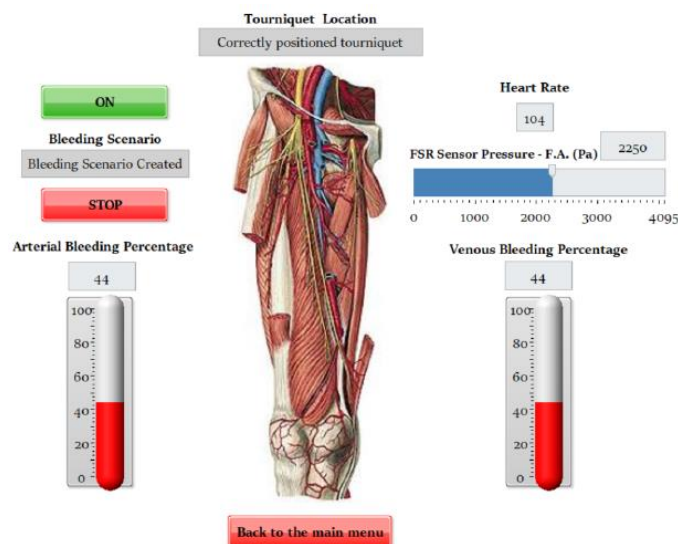 Tourniquet Location
Correctly positioned tourniquet
ON
Bleeding Scenario
Bleeding Scenario Created
STOP
Heart Rate
104
2250
FSR Sensor Pressure - F.A. (Pa)
0 1000 2000 3000 4095
Arterial Bleeding Percentage
44
100
80
60
40
20
0
Venous Bleeding Percentage
44
100
80
60
40
20
0
Back to the main menu